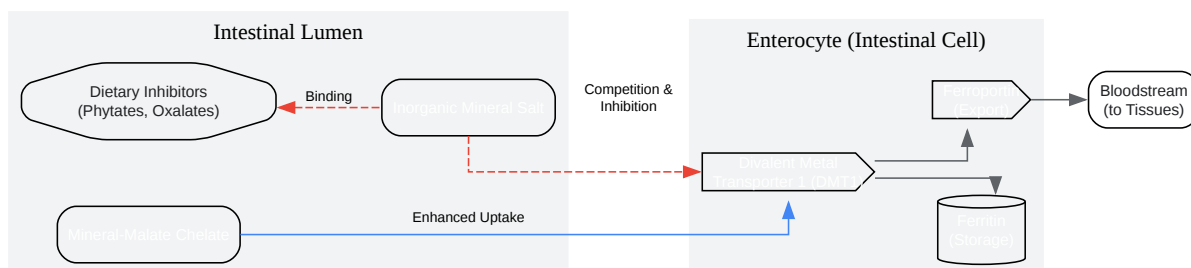 Intestinal Lumen
Enterocyte (Intestinal Cell)
Dietary Inhibitors
(Phytates, Oxalates)
Binding
Inorganic Mineral Salt
Competition &
Inhibition
Ferroportin
(Export)
Bloodstream
(to Tissues)
Divalent Metal
Transporter 1 (DMT1)
Mineral-Malate Chelate
Enhanced Uptake
Ferritin
(Storage)